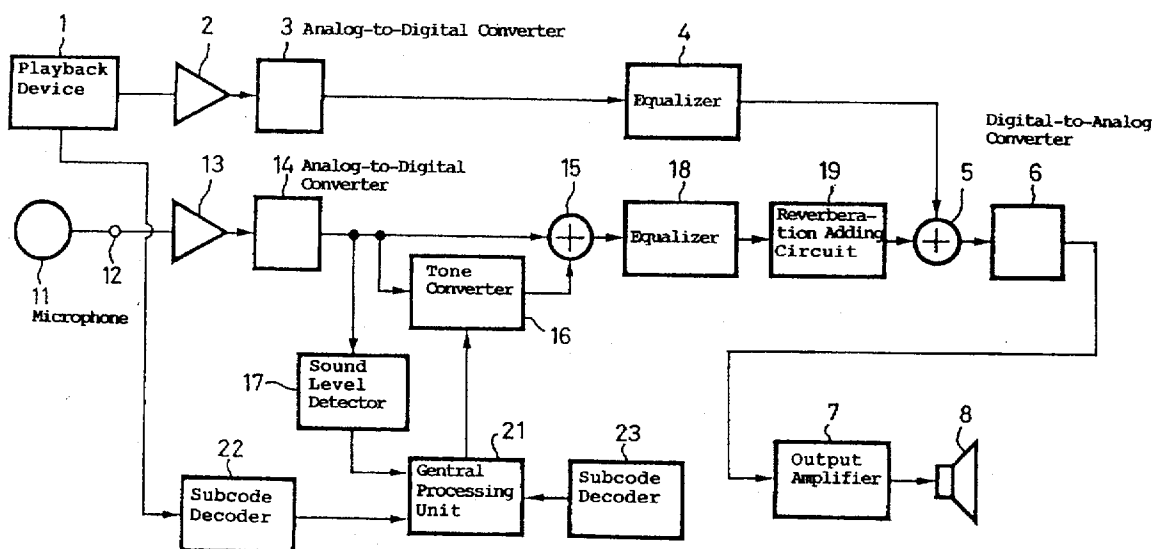 1
Playback
Device
2
3 Analog-to-Digital Converter
4
Equalizer
Digital-to-Analog
Converter
5
6
11
Microphone
12
13
14 Analog-to-Digital
Converter
15
18
Equalizer
19
Reverbera-
tion Adding
Circuit
Tone
Converter
16
17
Sound
Level
Detector
22
Subcode
Decoder
21
Gentral
Processing
Unit
23
Subcode
Decoder
7
Output
Amplifier
8